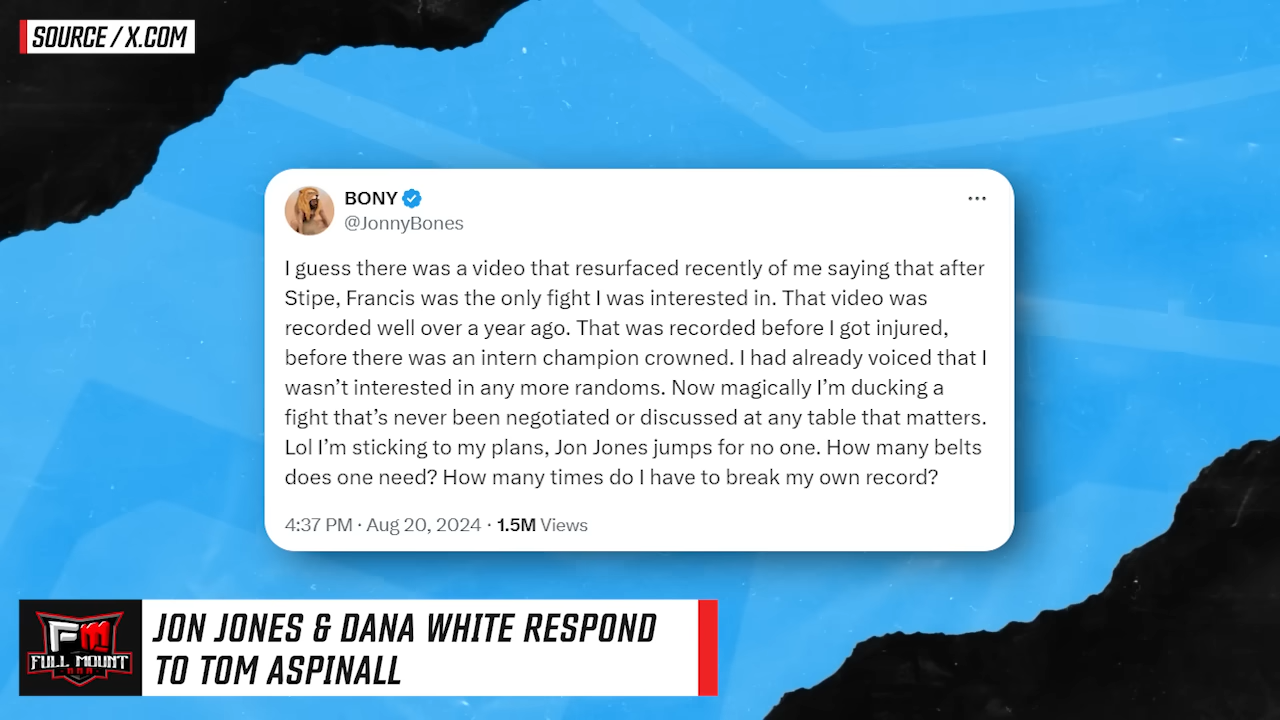 SOURCE / X.COM
BONY
@JonnyBones
I guess there was a video that resurfaced recently of me saying that after
Stipe, Francis was the only fight I was interested in. That video was
recorded well over a year ago. That was recorded before I got injured,
before there was an intern champion crowned. I had already voiced that I
wasn’t interested in any more randoms. Now magically I’m ducking a
fight that’s never been negotiated or discussed at any table that matters.
Lol I’m sticking to my plans, Jon Jones jumps for no one. How many belts
does one need? How many times do I have to break my own record?
4:37 PM · Aug 20, 2024 · 1.5M Views
FM
FULL MOUNT
MMA
JON JONES & DANA WHITE RESPOND
TO TOM ASPINALL